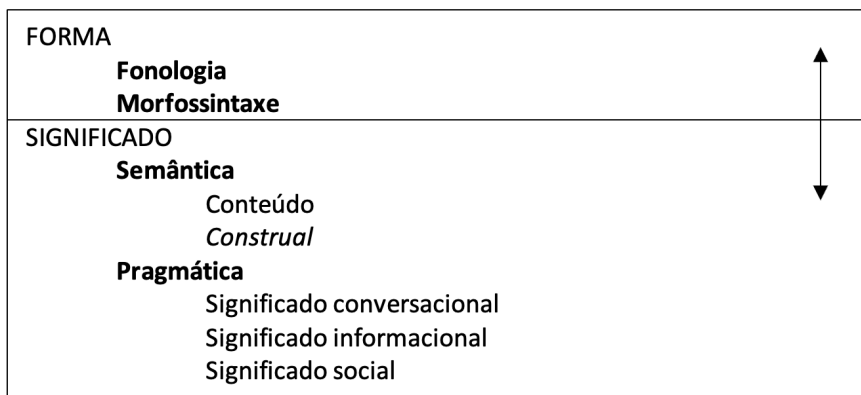 FORMA
Fonologia
Morfossintaxe
SIGNIFICADO
Semântica
Conteúdo
Construal
Pragmática
Significado conversacional
Significado informacional
Significado social